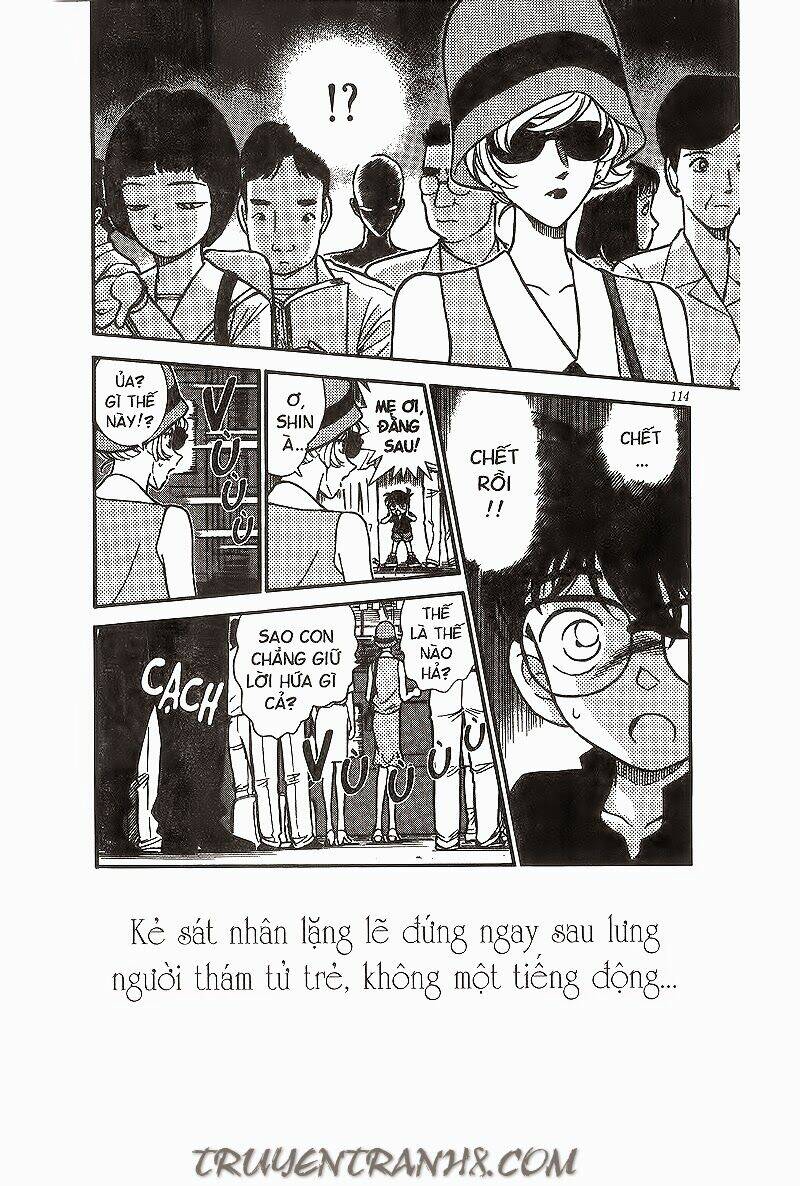 !?
ỦA?
GÌ THẾ
NÀY!?
VÙÙÙÙ
Ơ,
SHIN
À...
MẸ ƠI,
ĐẰNG
SAU!
114
CHẾT
...
CHẾT
RỒI
!!
CẠCH
SAO CON
CHẲNG GIỮ
LỜI HỨA GÌ
CẢ?
THẾ
LÀ THẾ
NÀO
HẢ?
VÙÙÙÙÙ
Kẻ sát nhân lặng lẽ đứng ngay sau lưng
người thám tử trẻ, không một tiếng động...
TRUYENTRANH8.COM